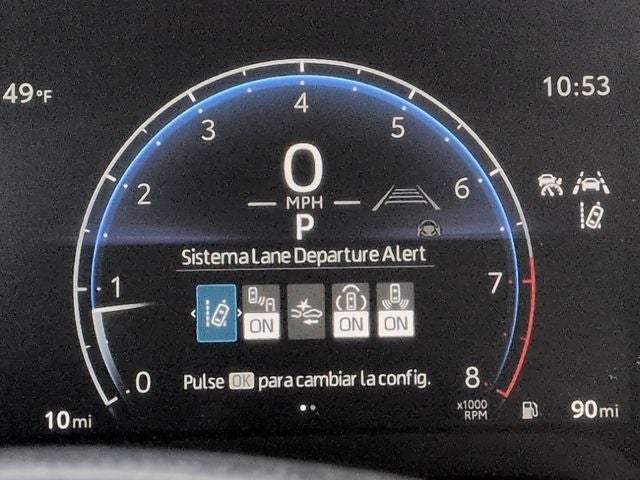 49°F
10:53
4
3
5
0
MPH
2
6
P
Sistema Lane Departure Alert
1
7
ON
ON
ON
0
Pulse OK para cambiar la config.
8
x1000
RPM
10mi
90mi